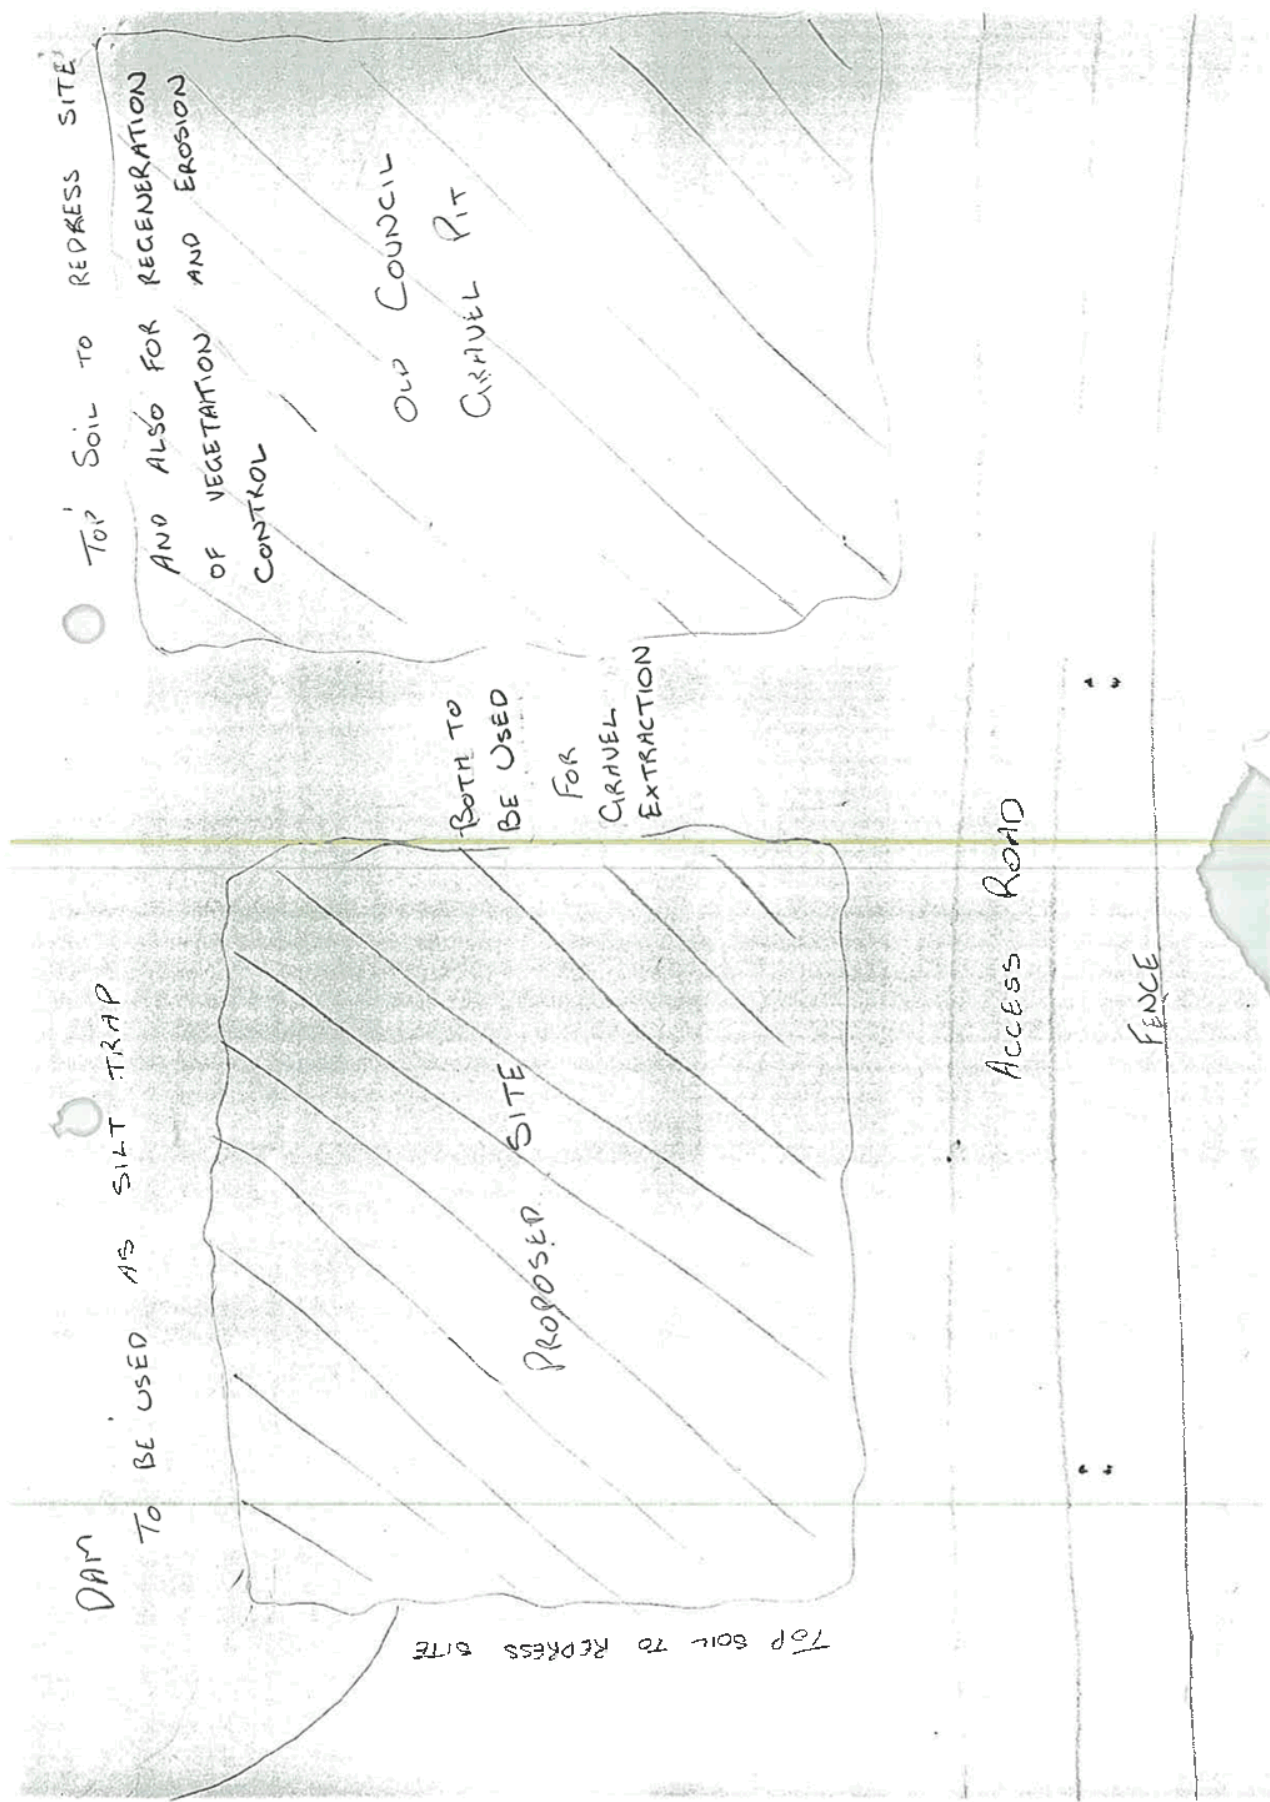 DAM
TO BE USED AS SILT TRAP
TOP SOIL TO REDRESS SITE
AND ALSO FOR REGENERATION
OF VEGETATION AND EROSION
CONTROL
OLD COUNCIL
GRAVEL PIT
BOTH TO
BE USED
FOR
GRAVEL
EXTRACTION
PROPOSED SITE
TOP SOIL TO REDRESS SITE
ACCESS ROAD
FENCE